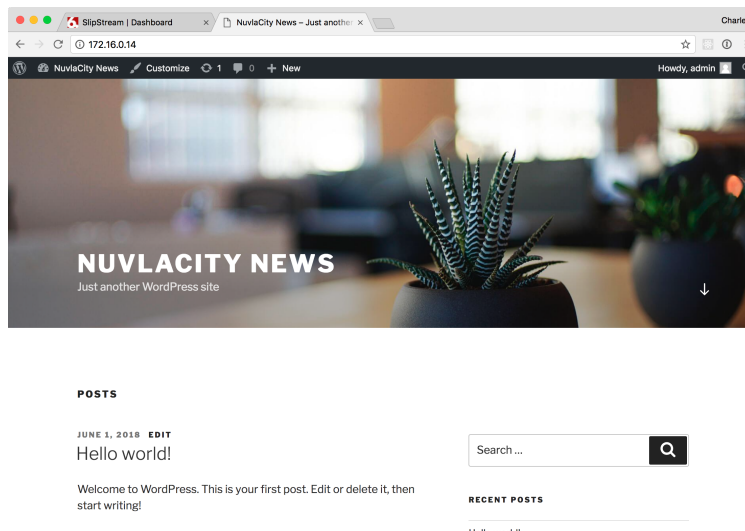 SlipStream | Dashboard
NuvlaCity News – Just another
Charle
172.16.0.14
NuvlaCity News Customize 1 0 New Howdy, admin
NUVLACITY NEWS
Just another WordPress site
POSTS
JUNE 1, 2018 EDIT
Hello world!
Welcome to WordPress. This is your first post. Edit or delete it, then
start writing!
Search ...
RECENT POSTS